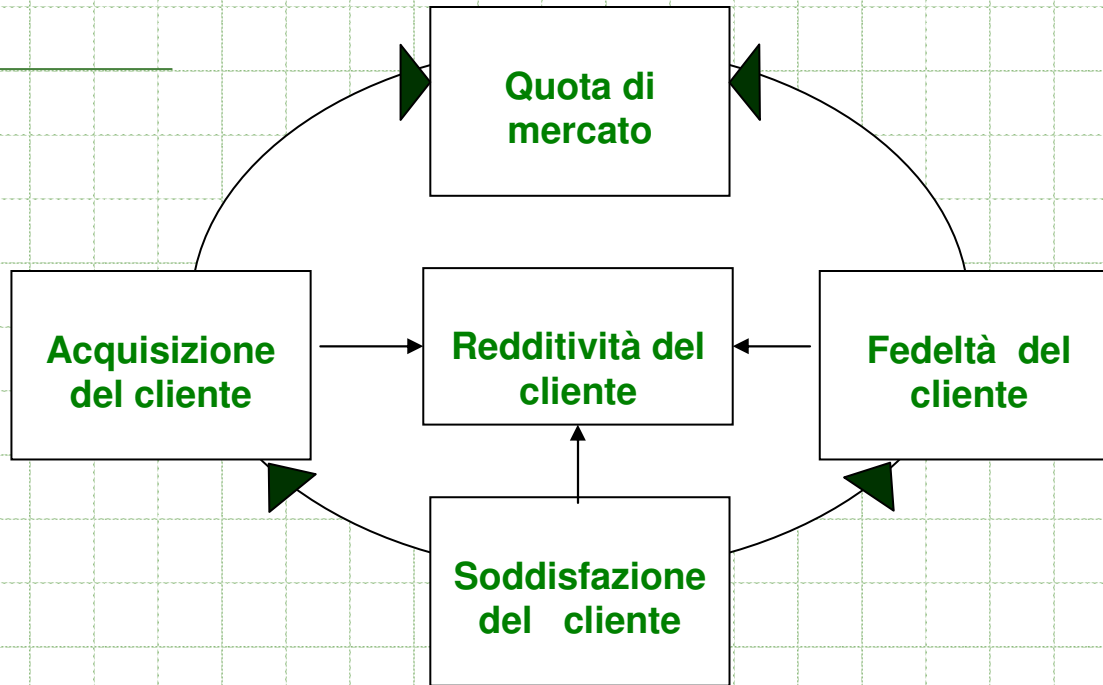 Quota di
mercato
Acquisizione
del cliente
Redditività del
cliente
Fedeltà del
cliente
Soddisfazione
del cliente